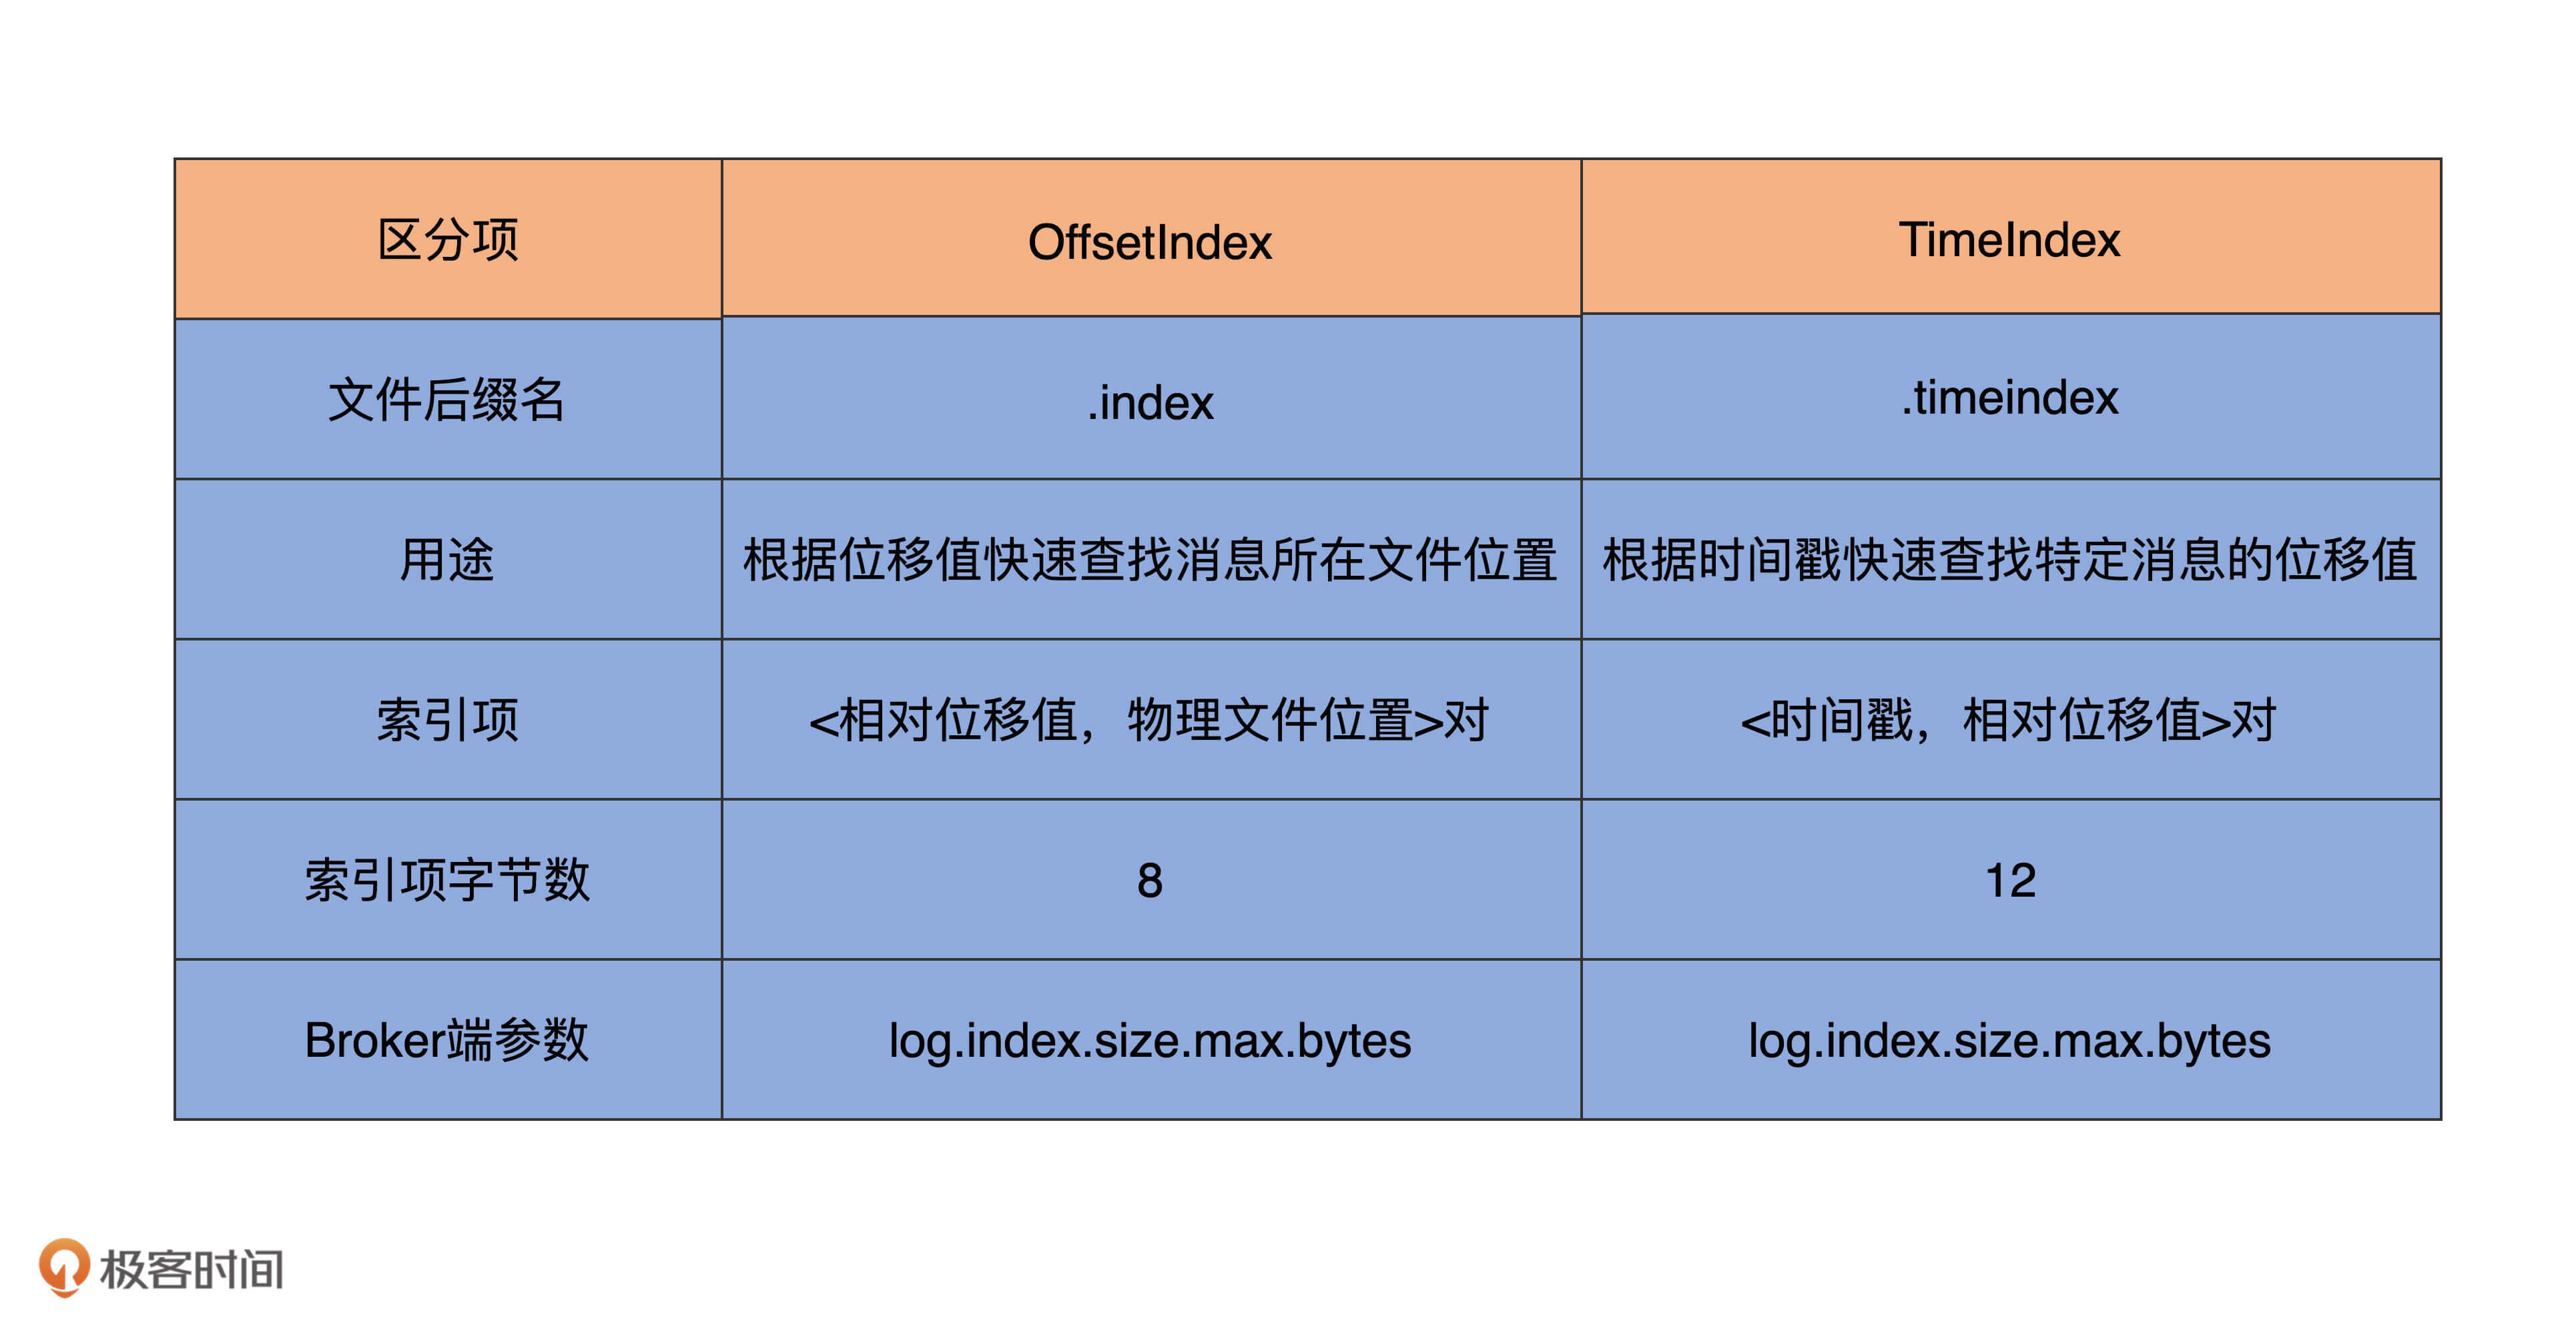 区分项 OffsetIndex TimeIndex
文件后缀名 .index .timeindex
用途 根据位移值快速查找消息所在文件位置 根据时间戳快速查找特定消息的位移值
索引项 <相对位移值，物理文件位置>对 <时间戳，相对位移值>对
索引项字节数 8 12
Broker端参数 log.index.size.max.bytes log.index.size.max.bytes
极客时间